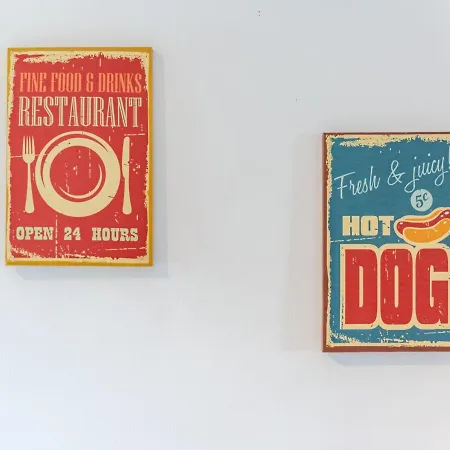 FINE FOOD & DRINKS
RESTAURANT
OPEN 24 HOURS
Fresh & juicy!
5¢
HOT
DOG